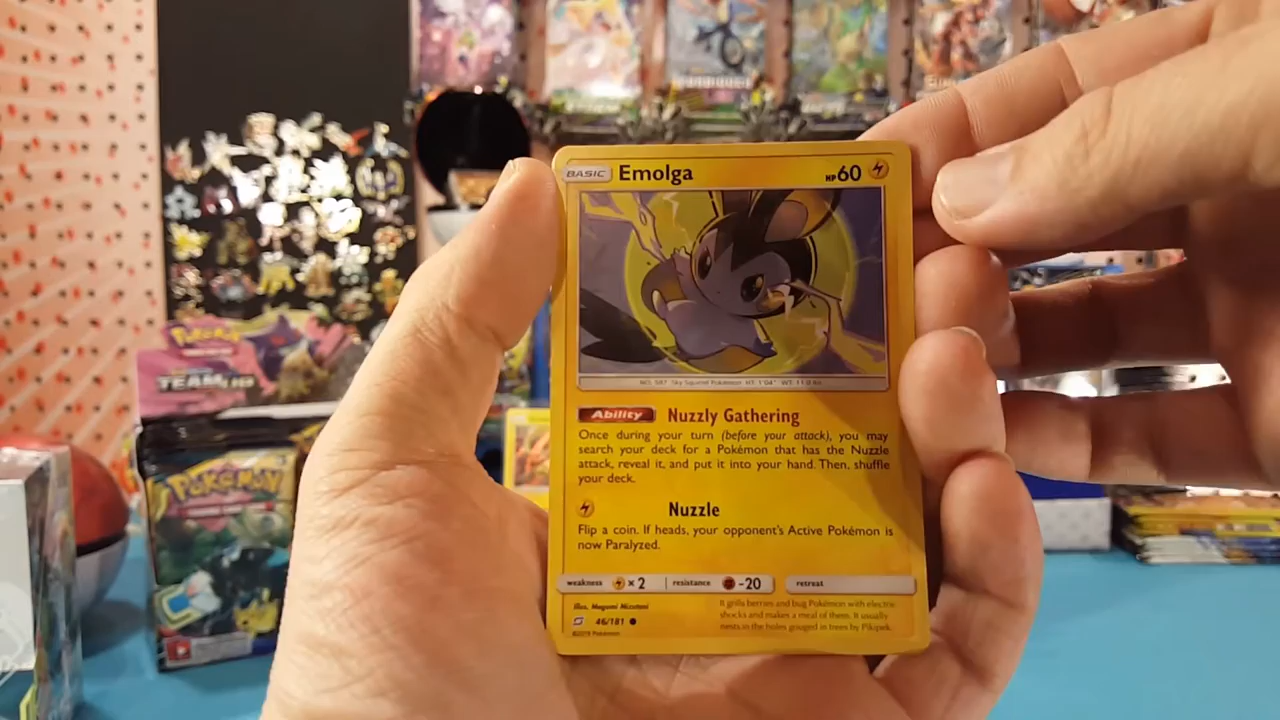 BASIC Emolga HP60
NO. 587 Sky Squirrel Pokémon HT: 1'04" WT: 11.0 lbs
Ability Nuzzly Gathering
Once during your turn (before your attack), you may
search your deck for a Pokémon that has the Nuzzle
attack, reveal it, and put it into your hand. Then, shuffle
your deck.
Nuzzle
Flip a coin. If heads, your opponent's Active Pokémon is
now Paralyzed.
weakness ×2 resistance -20 retreat
Illus. Megumi Mizutani
46/181
©2019 Pokémon
It grills berries and bug Pokémon with electric
shocks and makes a meal of them. It usually
nests in the holes gouged in trees by Pikipek.
Pokémon
TEAM UP
POKÉMON